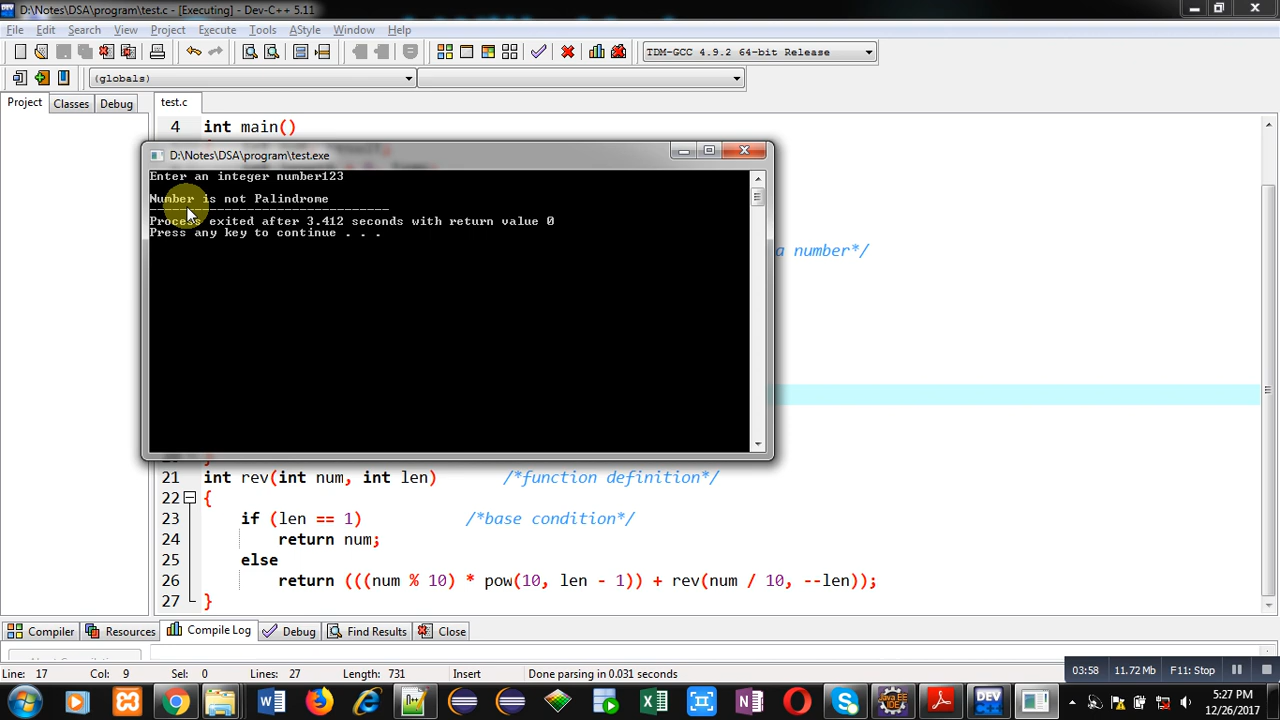 D:\Notes\DSA\program\test.c - [Executing] - Dev-C++ 5.11
File Edit Search View Project Execute Tools AStyle Window Help
TDM-GCC 4.9.2 64-bit Release
(globals)
Project Classes Debug
test.c
4 int main()
D:\Notes\DSA\program\test.exe
Enter an integer number123
Number is not Palindrome
--------------------------------
Process exited after 3.412 seconds with return value 0
Press any key to continue . . .
a number*/
21 int rev(int num, int len) /*function definition*/
22 {
23 if (len == 1) /*base condition*/
24 return num;
25 else
26 return (((num % 10) * pow(10, len - 1)) + rev(num / 10, --len));
27 }
Compiler Resources Compile Log Debug Find Results Close
Line: 17 Col: 9 Sel: 0 Lines: 27 Length: 731 Insert Done parsing in 0.031 seconds
03:58 11.72 Mb F11: Stop
5:27 PM
12/26/2017